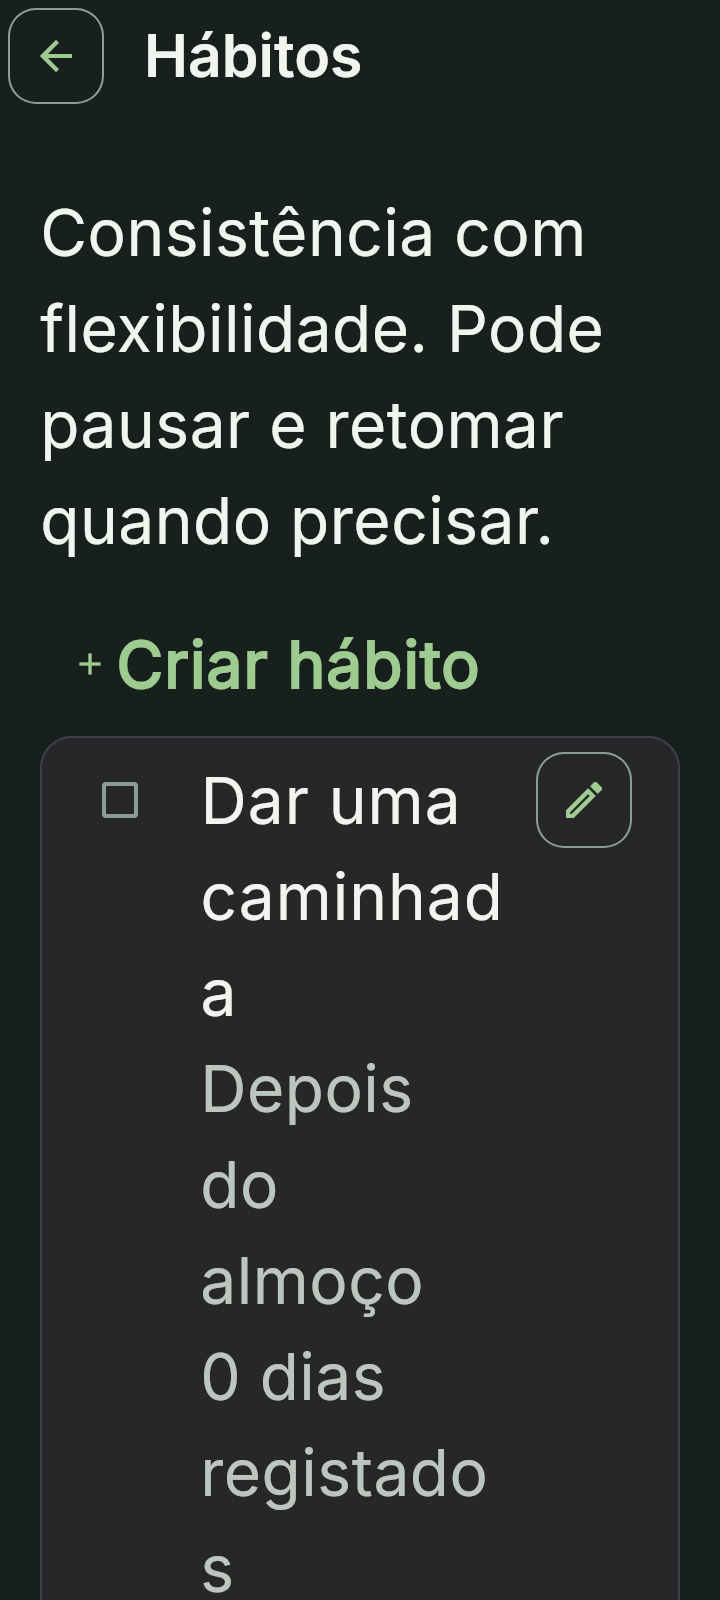 Hábitos
Consistência com
flexibilidade. Pode
pausar e retomar
quando precisar.
+ Criar hábito
Dar uma
caminhad
a
Depois
do
almoço
0 dias
registado
s